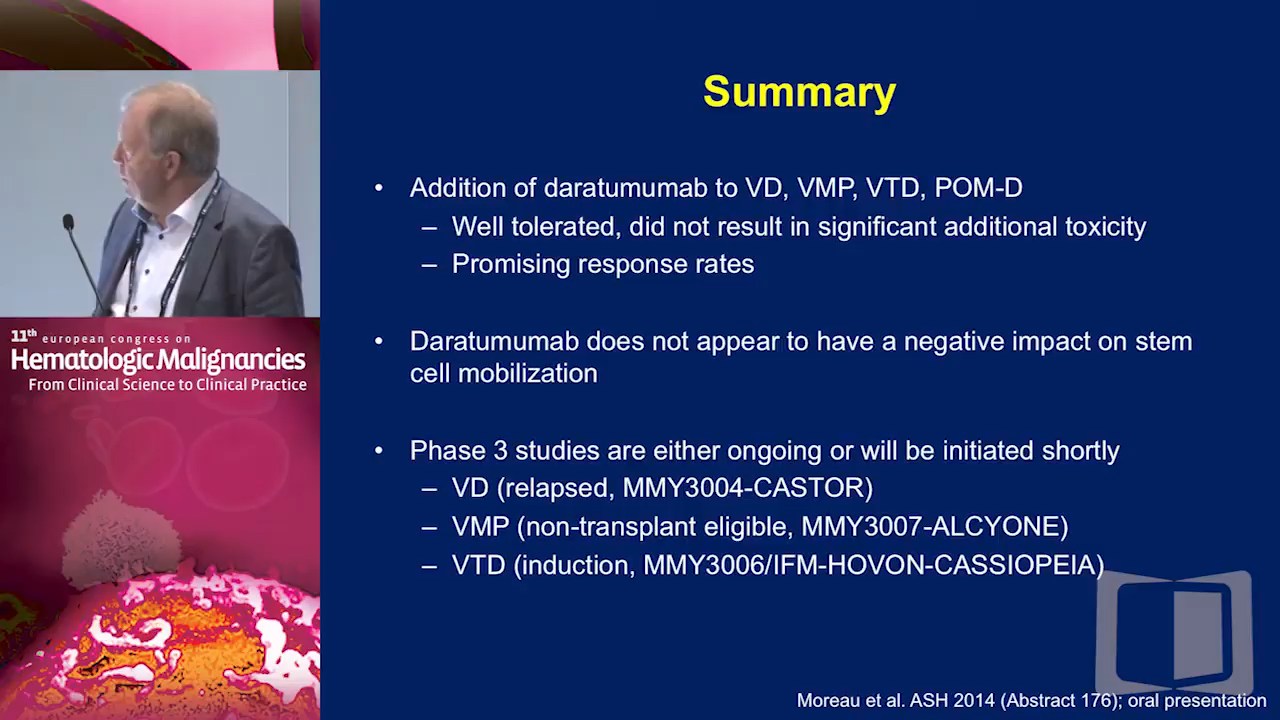 Summary
• Addition of daratumumab to VD, VMP, VTD, POM-D
– Well tolerated, did not result in significant additional toxicity
– Promising response rates
• Daratumumab does not appear to have a negative impact on stem
cell mobilization
• Phase 3 studies are either ongoing or will be initiated shortly
– VD (relapsed, MMY3004-CASTOR)
– VMP (non-transplant eligible, MMY3007-ALCYONE)
– VTD (induction, MMY3006/IFM-HOVON-CASSIOPEIA)
Moreau et al. ASH 2014 (Abstract 176); oral presentation
11th european congress on
Hematologic Malignancies
From Clinical Science to Clinical Practice